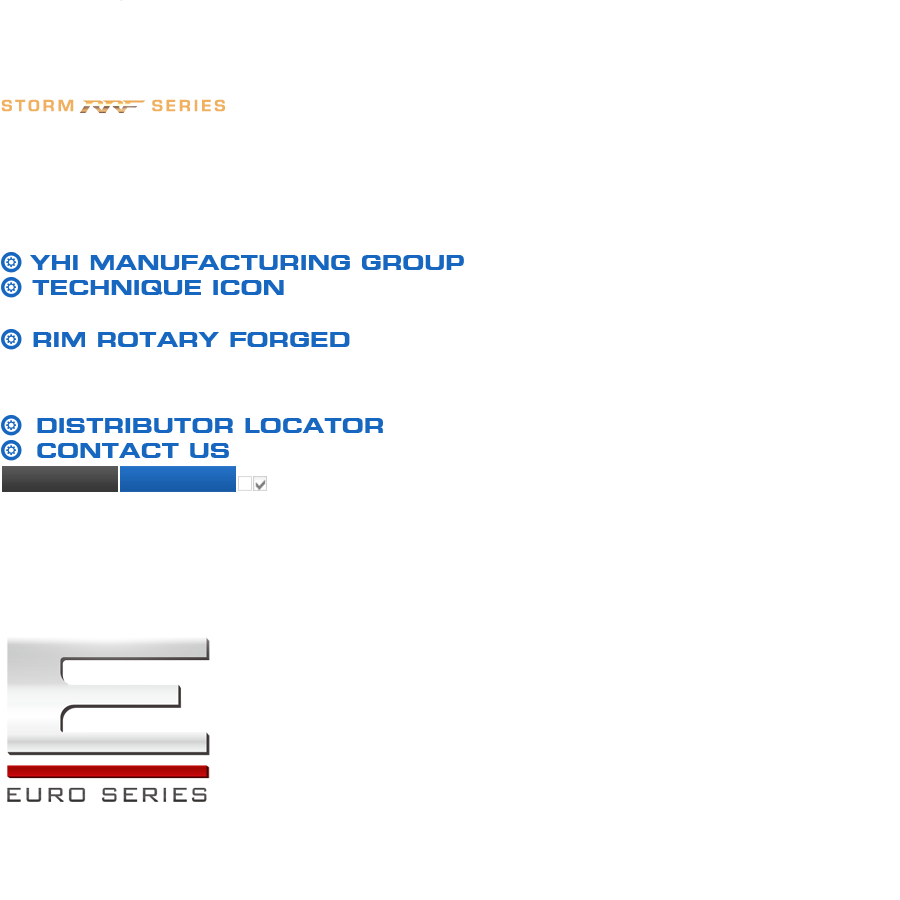 STORM RRF SERIES
YHI MANUFACTURING GROUP
TECHNIQUE ICON
RIM ROTARY FORGED
DISTRIBUTOR LOCATOR
CONTACT US
E
EURO SERIES